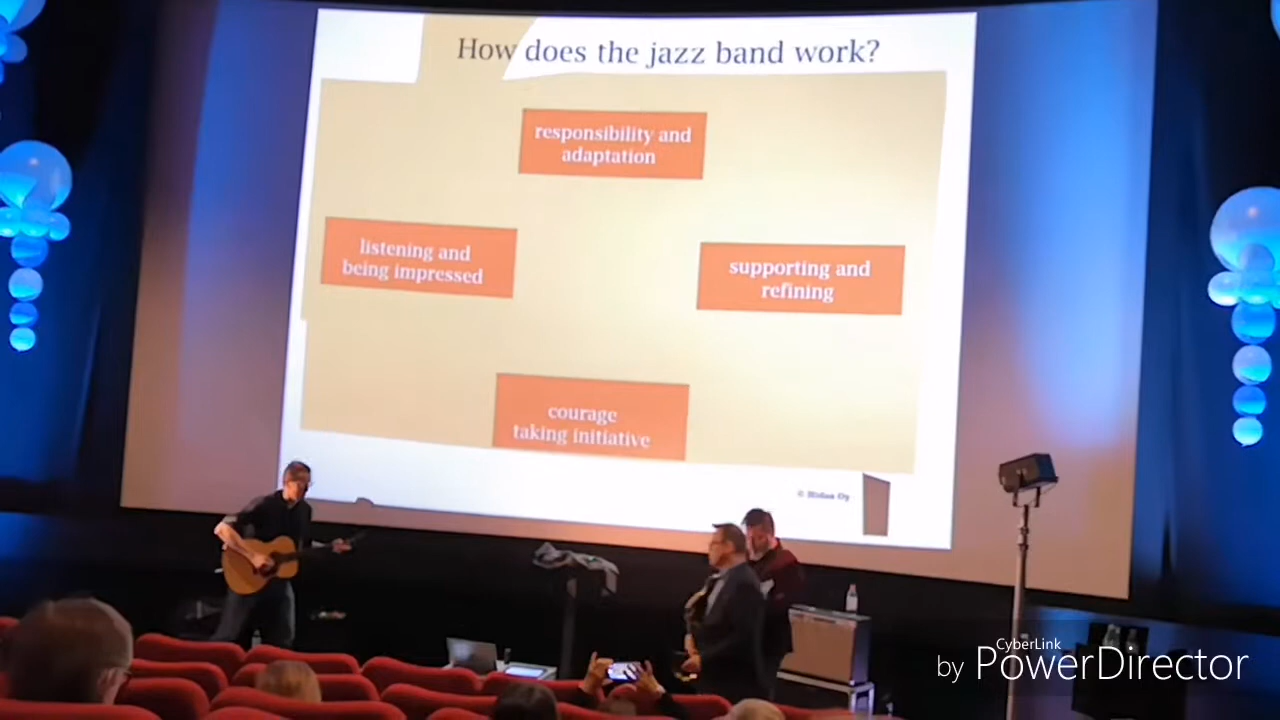 How does the jazz band work?
responsibility and
adaptation
listening and
being impressed
supporting and
refining
courage
taking initiative
CyberLink
by PowerDirector